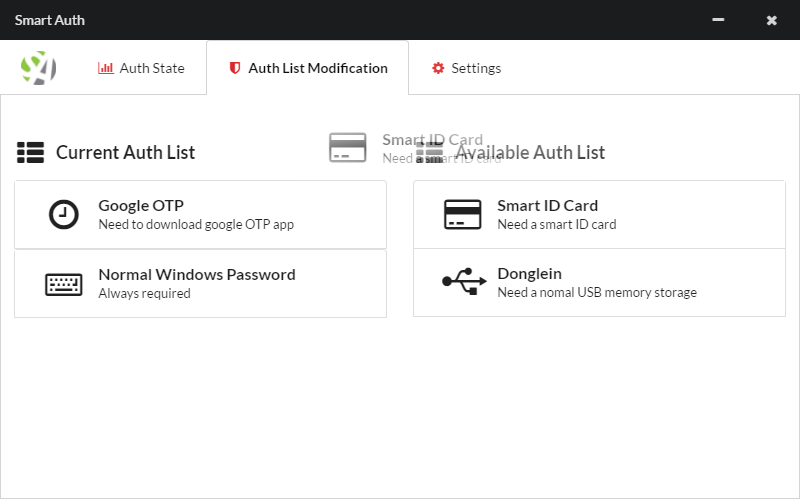 Smart Auth
Auth State
Auth List Modification
Settings
Current Auth List
Smart ID Card
Need a smart ID card
Available Auth List
Google OTP
Need to download google OTP app
Normal Windows Password
Always required
Smart ID Card
Need a smart ID card
Donglein
Need a nomal USB memory storage